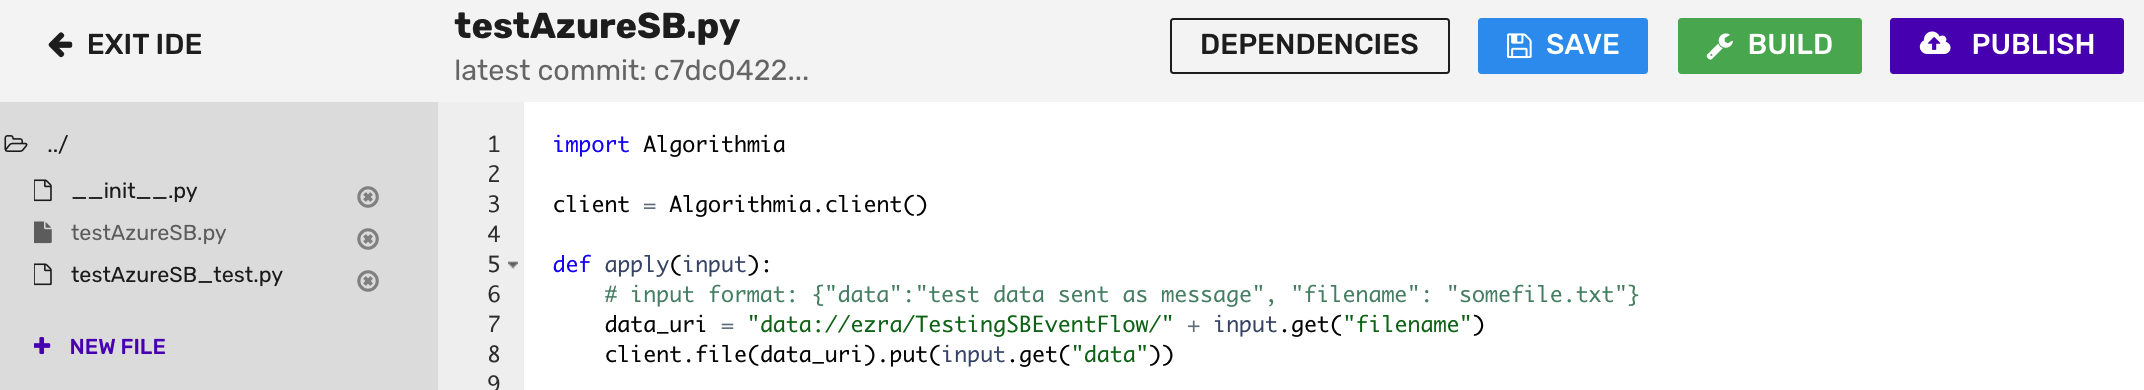 EXIT IDE
testAzureSB.py
latest commit: c7dc0422...
DEPENDENCIES
SAVE
BUILD
PUBLISH
../
__init__.py
testAzureSB.py
testAzureSB_test.py
+ NEW FILE
1 import Algorithmia
2
3 client = Algorithmia.client()
4
5 def apply(input):
6 # input format: {"data":"test data sent as message", "filename": "somefile.txt"}
7 data_uri = "data://ezra/TestingSBEventFlow/" + input.get("filename")
8 client.file(data_uri).put(input.get("data"))
9